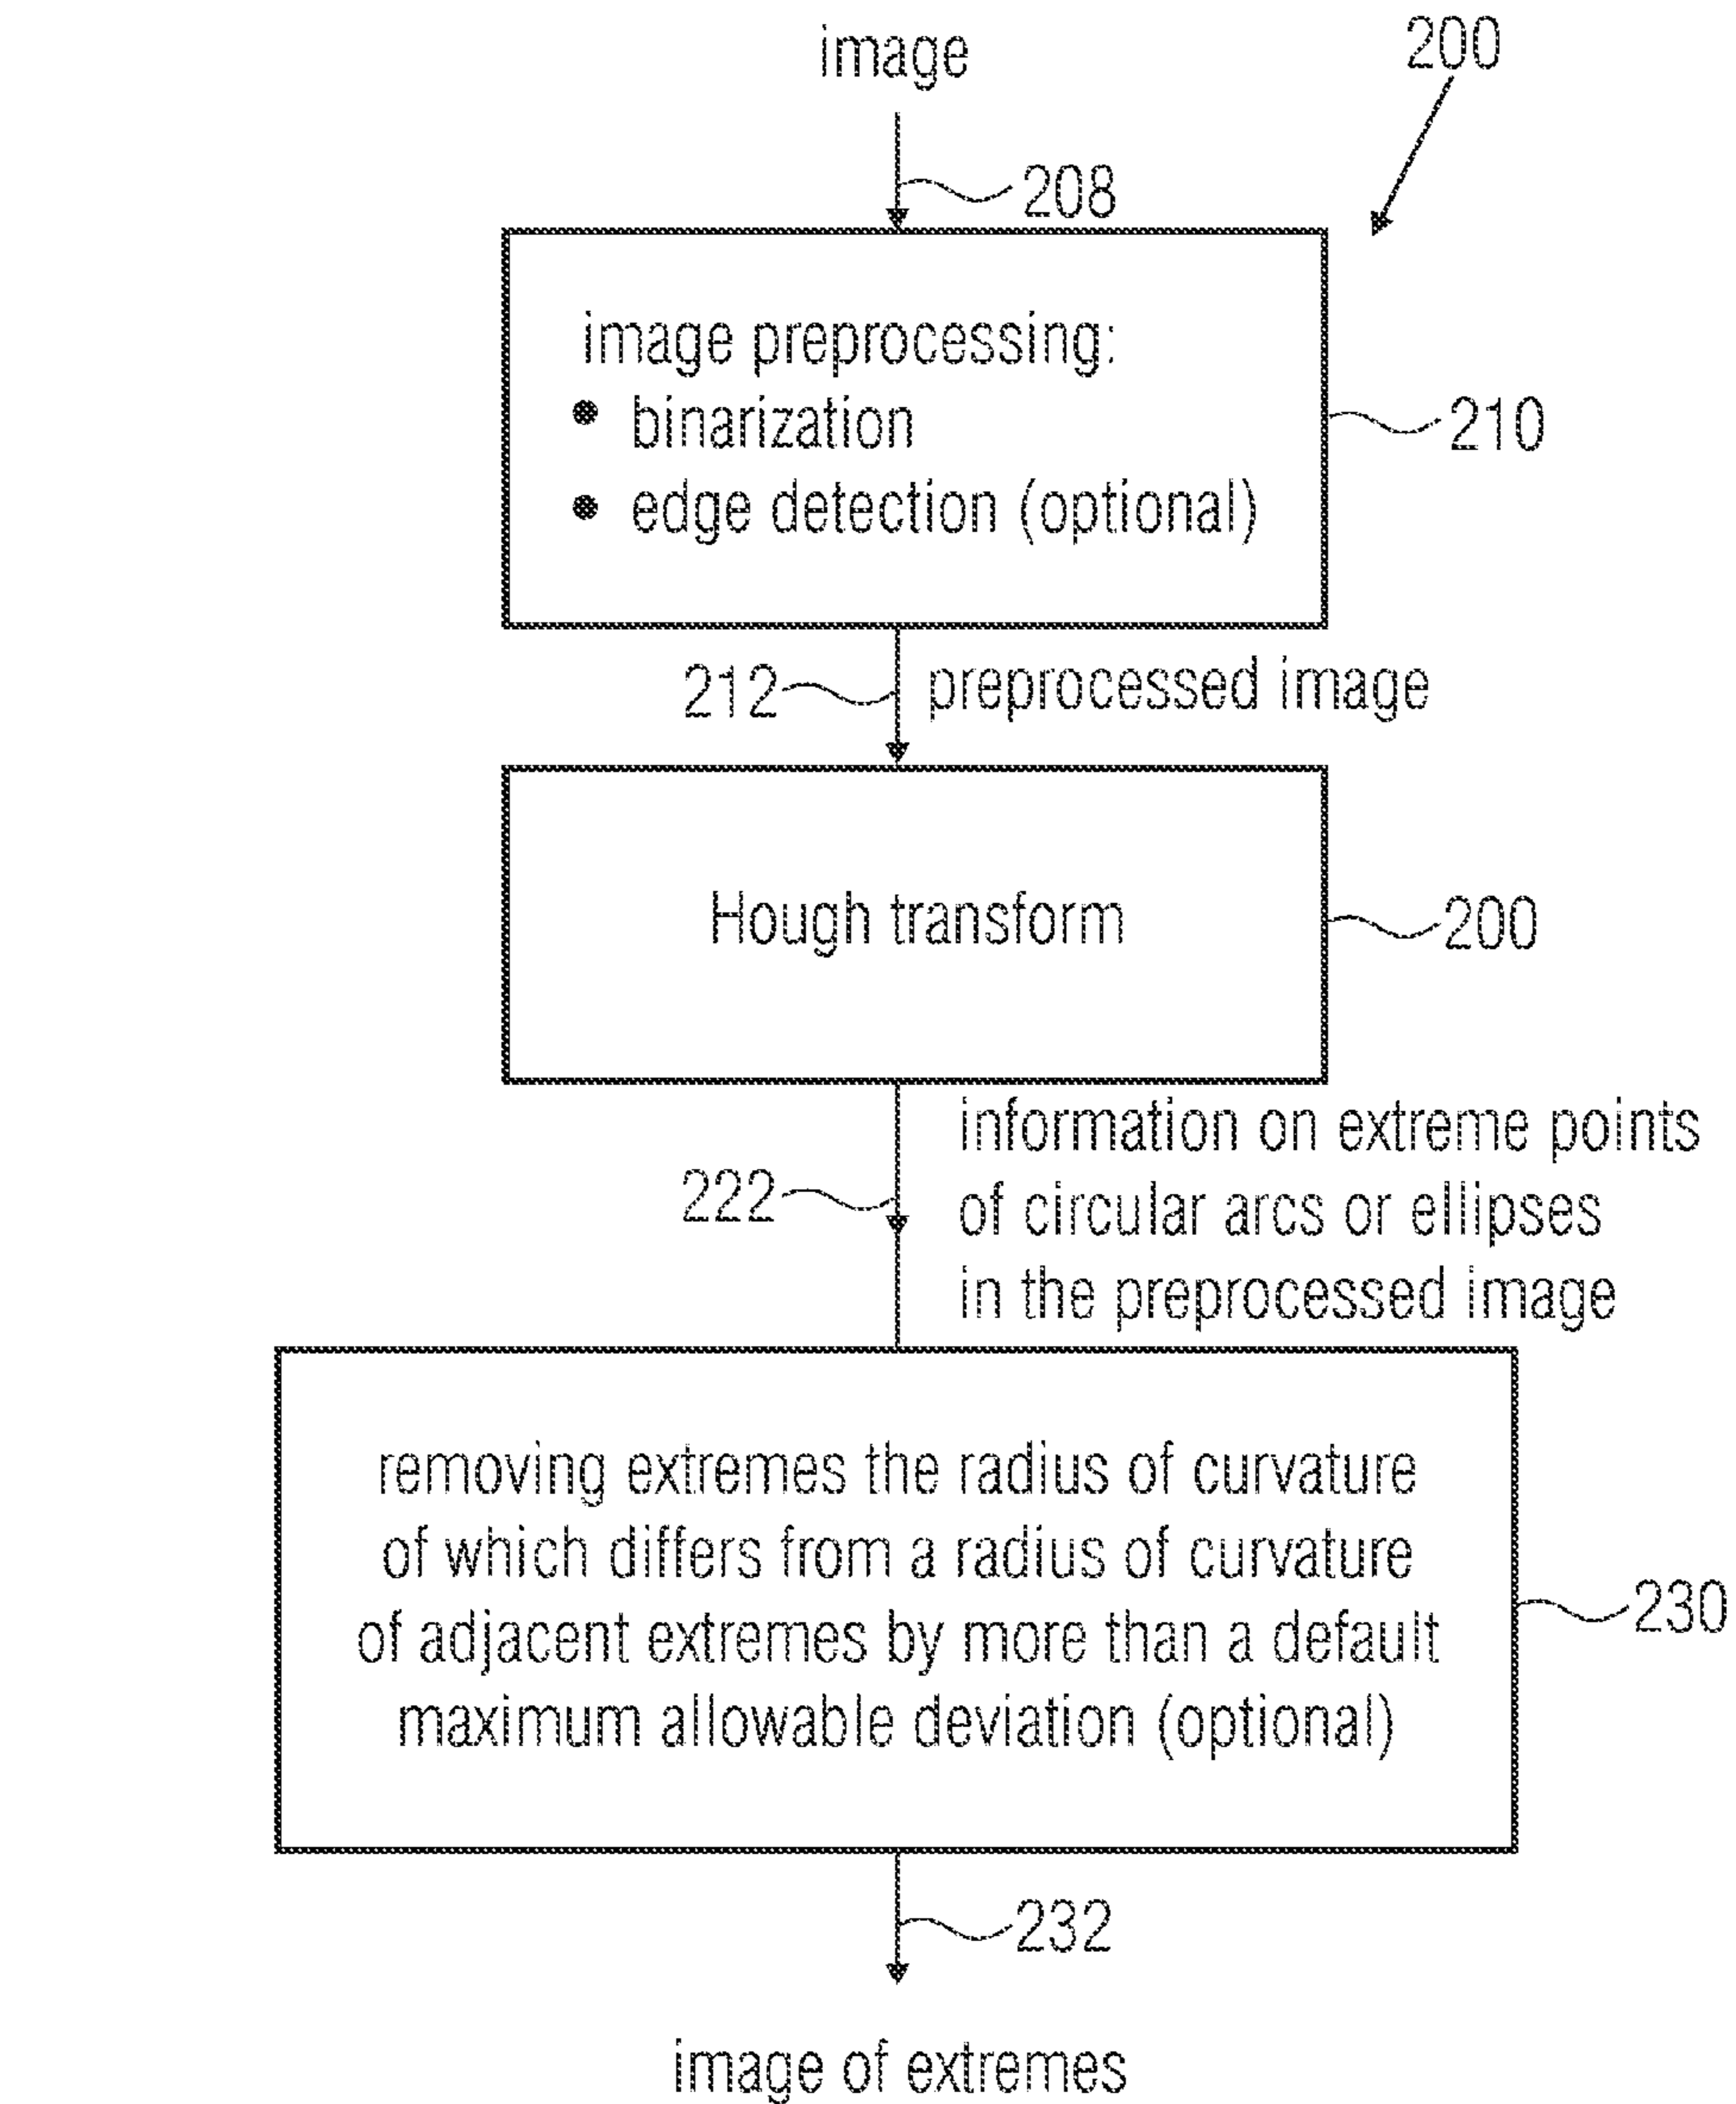 image
200
208
image preprocessing:
• binarization
• edge detection (optional)
210
212
preprocessed image
Hough transform
200
222
information on extreme points
of circular arcs or ellipses
in the preprocessed image
removing extremes the radius of curvature
of which differs from a radius of curvature
of adjacent extremes by more than a default
maximum allowable deviation (optional)
230
232
image of extremes